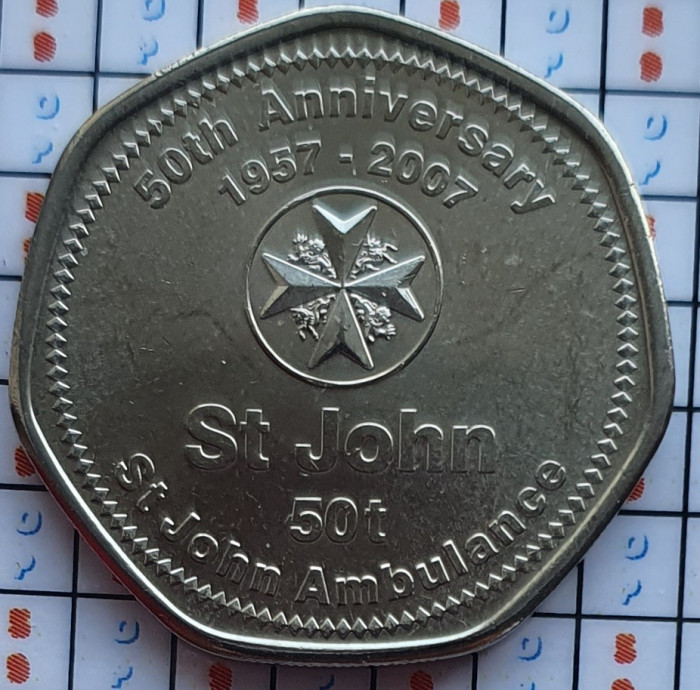 50th Anniversary
1957 - 2007
St John
50t
St John Ambulance